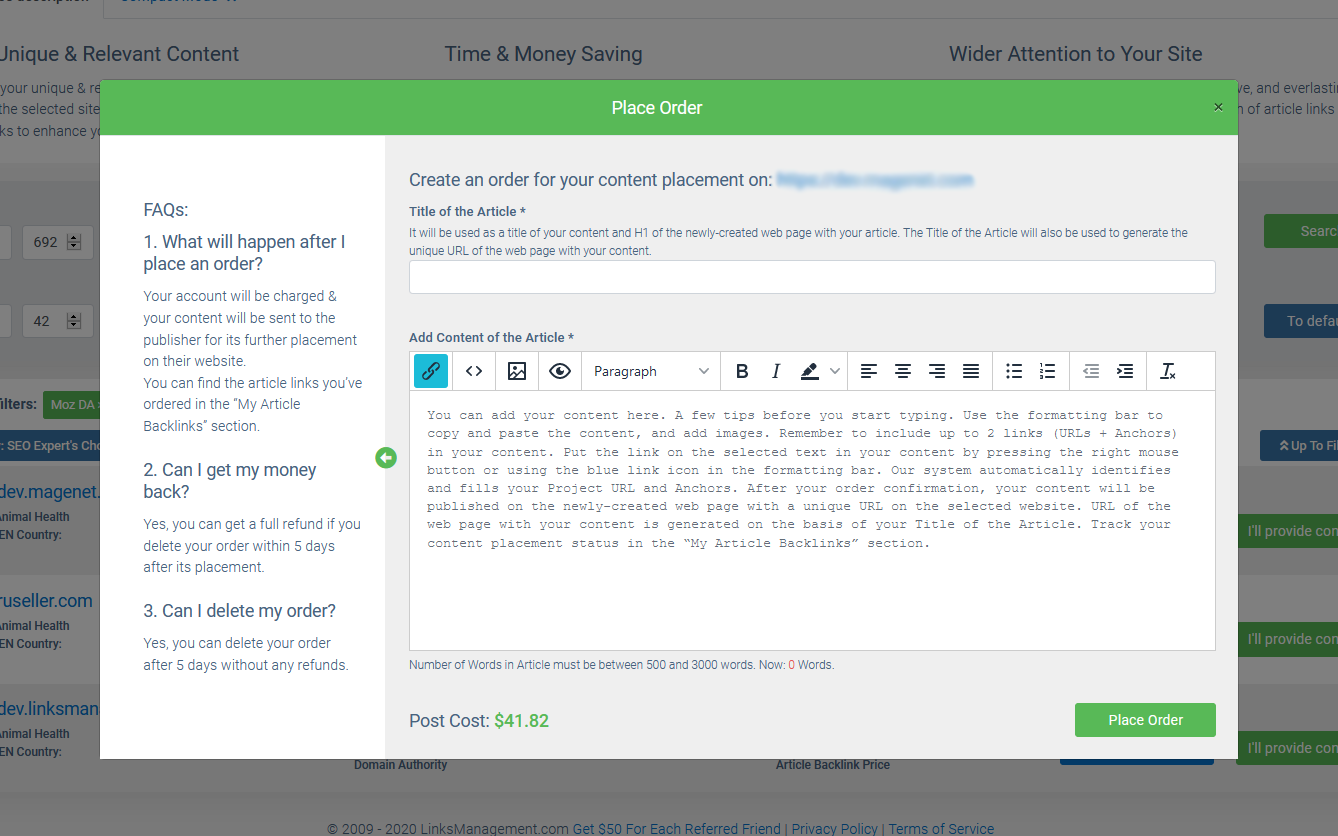 Compact Mode
Unique & Relevant Content
Time & Money Saving
Wider Attention to Your Site
your unique & re
the selected site
ks to enhance yo
ve, and everlasti
n of article links
Place Order
×
692
42
Searc
To defau
ilters:
Moz DA
: SEO Expert's Cho
Up To Fil
dev.magenet.
Animal Health
EN Country:
I'll provide con
ruseller.com
Animal Health
EN Country:
I'll provide con
dev.linksman
Animal Health
EN Country:
I'll provide con
FAQs:
1. What will happen after I
place an order?
Your account will be charged &
your content will be sent to the
publisher for its further placement
on their website.
You can find the article links you've
ordered in the “My Article
Backlinks” section.
2. Can I get my money
back?
Yes, you can get a full refund if you
delete your order within 5 days
after its placement.
3. Can I delete my order?
Yes, you can delete your order
after 5 days without any refunds.
Create an order for your content placement on:
Title of the Article *
It will be used as a title of your content and H1 of the newly-created web page with your article. The Title of the Article will also be used to generate the
unique URL of the web page with your content.
Add Content of the Article *
Paragraph
You can add your content here. A few tips before you start typing. Use the formatting bar to
copy and paste the content, and add images. Remember to include up to 2 links (URLs + Anchors)
in your content. Put the link on the selected text in your content by pressing the right mouse
button or using the blue link icon in the formatting bar. Our system automatically identifies
and fills your Project URL and Anchors. After your order confirmation, your content will be
published on the newly-created web page with a unique URL on the selected website. URL of the
web page with your content is generated on the basis of your Title of the Article. Track your
content placement status in the “My Article Backlinks” section.
Number of Words in Article must be between 500 and 3000 words. Now: 0 Words.
Post Cost: $41.82
Place Order
Domain Authority
Article Backlink Price
© 2009 - 2020 LinksManagement.com Get $50 For Each Referred Friend | Privacy Policy | Terms of Service